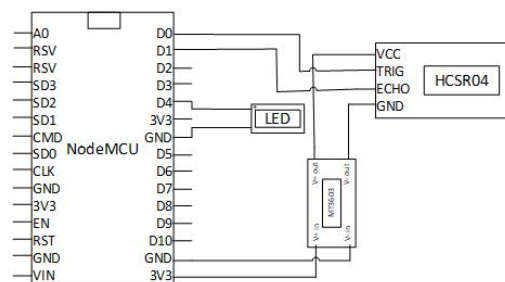 A0
RSV
RSV
SD3
SD2
SD1
CMD
SD0
CLK
GND
3V3
EN
RST
GND
VIN
NodeMCU
D0
D1
D2
D3
D4
3V3
GND
D5
D6
D7
D8
D9
D10
GND
3V3
LED
VCC
TRIG
ECHO
GND
HCSR04
V+ out
V- out
MT3603
V+ in
V- in